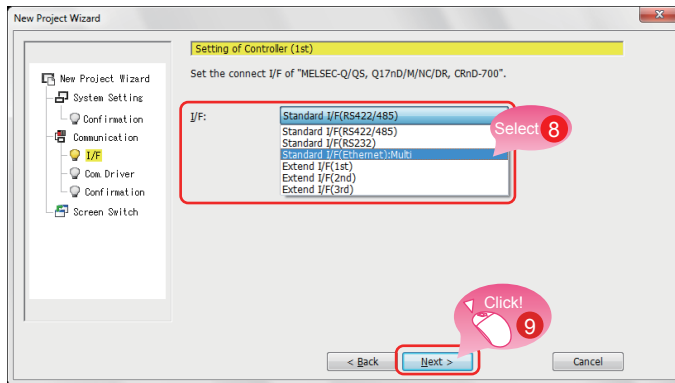 New Project Wizard
x
Setting of Controller (1st)
Set the connect I/F of "MELSEC-Q/QS, Q17nD/M/NC/DR, CRnD-700".
New Project Wizard
System Setting
Confirmation
Communication
I/F
Com.Driver
Confirmation
Screen Switch
I/F:
Standard I/F(RS422/485)
Standard I/F(RS422/485)
Standard I/F(RS232)
Standard I/F(Ethernet):Multi
Extend I/F(1st)
Extend I/F(2nd)
Extend I/F(3rd)
Select 8
Click!
9
< Back
Next >
Cancel